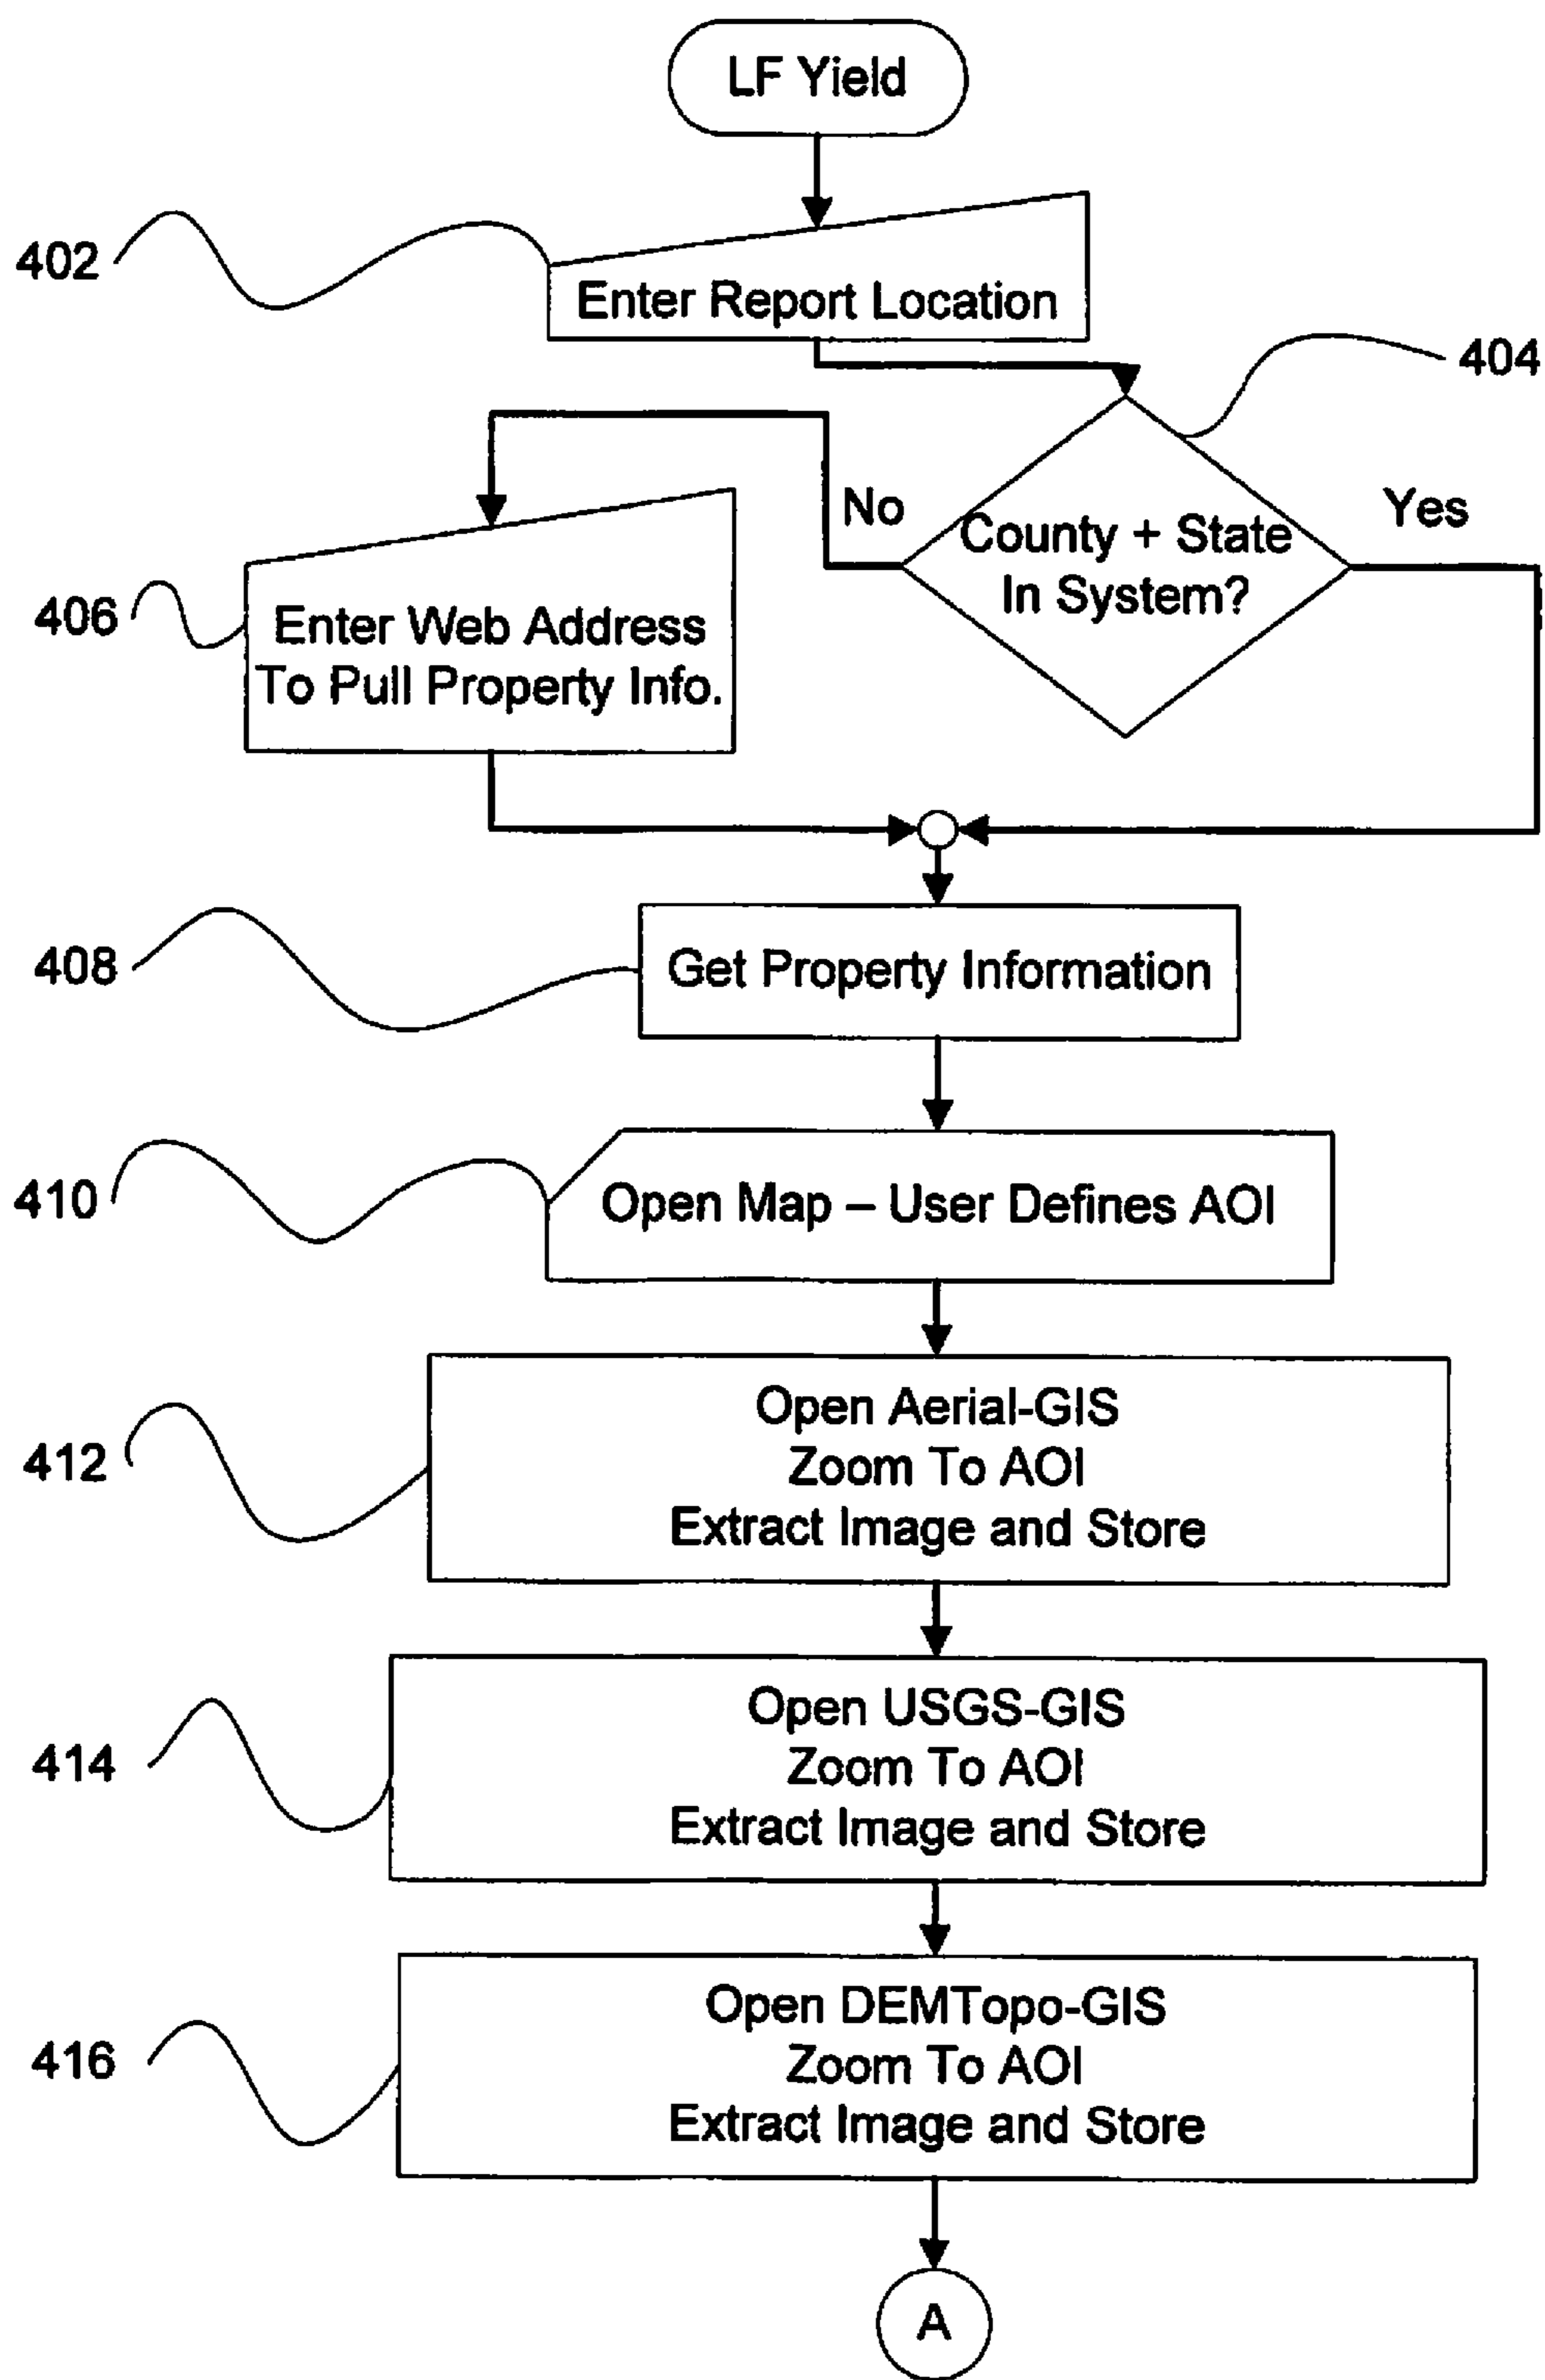 LF Yield
402
Enter Report Location
404
No
Yes
County + State
In System?
406
Enter Web Address
To Pull Property Info.
408
Get Property Information
410
Open Map – User Defines AOI
412
Open Aerial-GIS
Zoom To AOI
Extract Image and Store
414
Open USGS-GIS
Zoom To AOI
Extract Image and Store
416
Open DEMTopo-GIS
Zoom To AOI
Extract Image and Store
A